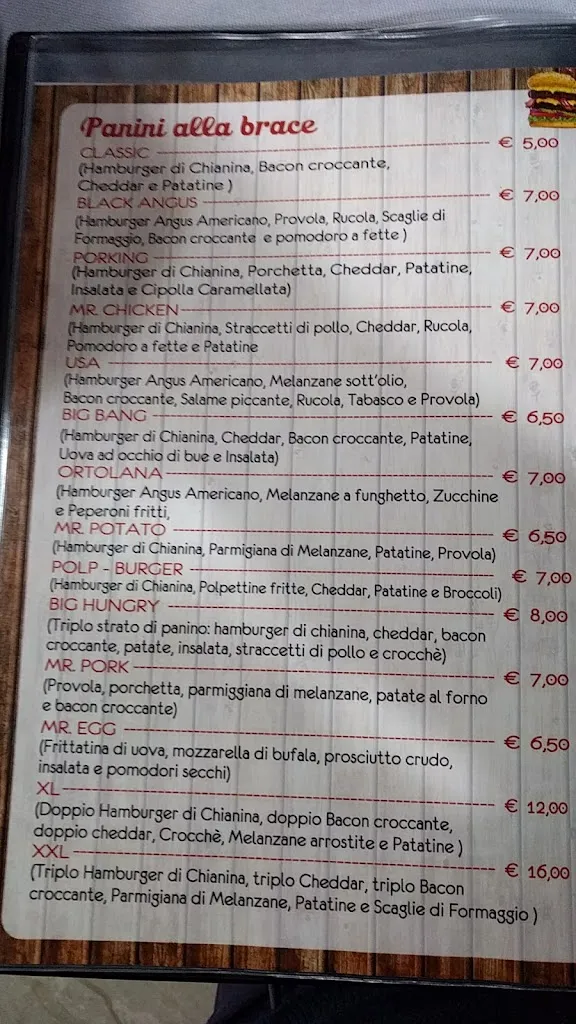 Panini alla brace
CLASSIC € 5,00
(Hamburger di Chianina, Bacon croccante,
Cheddar e Patatine )
BLACK ANGUS € 7,00
(Hamburger Angus Americano, Provola, Rucola, Scaglie di
Formaggio, Bacon croccante e pomodoro a fette )
PORKING € 7,00
(Hamburger di Chianina, Porchetta, Cheddar, Patatine,
Insalata e Cipolla Caramellata)
MR. CHICKEN € 7,00
(Hamburger di Chianina, Straccetti di pollo, Cheddar, Rucola,
Pomodoro a fette e Patatine
USA € 7,00
(Hamburger Angus Americano, Melanzane sott'olio,
Bacon croccante, Salame piccante, Rucola, Tabasco e Provola)
BIG BANG € 6,50
(Hamburger di Chianina, Cheddar, Bacon croccante, Patatine,
Uova ad occhio di bue e Insalata)
ORTOLANA € 7,00
(Hamburger Angus Americano, Melanzane a funghetto, Zucchine
e Peperoni fritti,
MR. POTATO € 6,50
(Hamburger di Chianina, Parmigiana di Melanzane, Patatine, Provola)
POLP - BURGER € 7,00
(Hamburger di Chianina, Polpettine fritte, Cheddar, Patatine e Broccoli)
BIG HUNGRY € 8,00
(Triplo strato di panino: hamburger di chianina, cheddar, bacon
croccante, patate, insalata, straccetti di pollo e crocchè)
MR. PORK € 7,00
(Provola, porchetta, parmiggiana di melanzane, patate al forno
e bacon croccante)
MR. EGG € 6,50
(Frittatina di uova, mozzarella di bufala, prosciutto crudo,
insalata e pomodori secchi)
XL € 12,00
(Doppio Hamburger di Chianina, doppio Bacon croccante,
doppio cheddar, Crocchè, Melanzane arrostite e Patatine )
XXL € 16,00
(Triplo Hamburger di Chianina, triplo Cheddar, triplo Bacon
croccante, Parmigiana di Melanzane, Patatine e Scaglie di Formaggio )